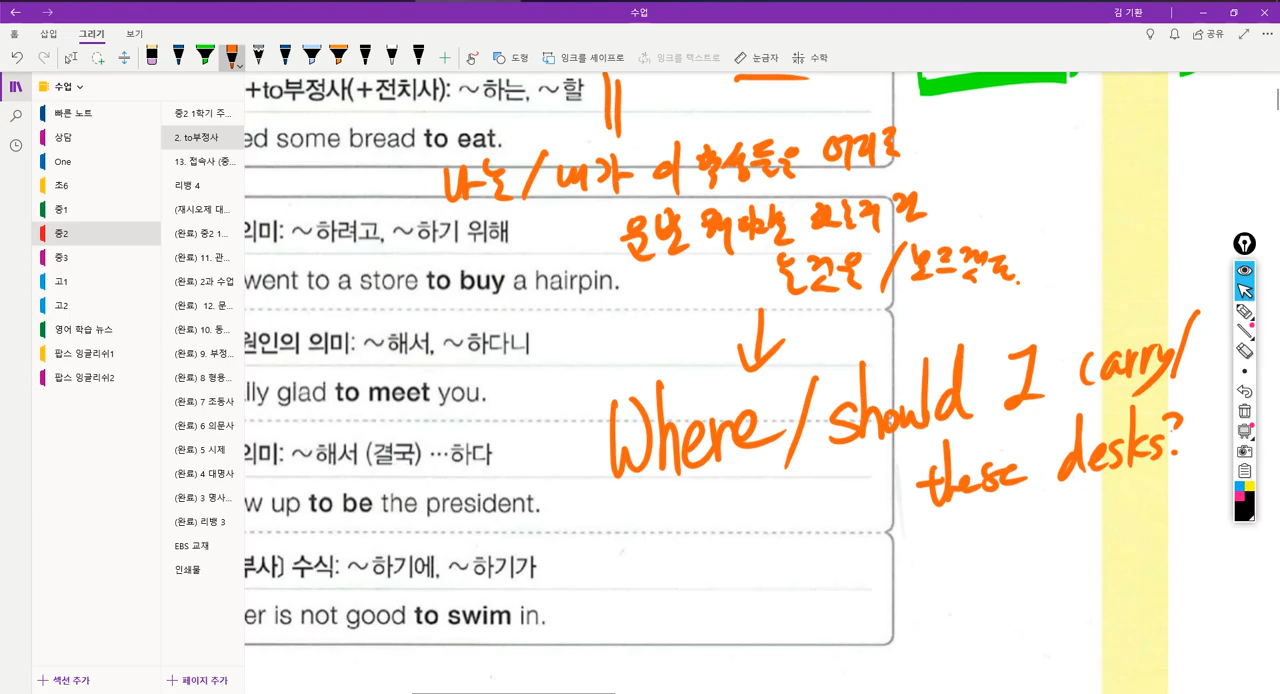 수업
김 기환
홈 삽입 그리기 보기
공유
도형 잉크를 셰이프로 잉크를 텍스트로 눈금자 수학
수업
빠른 노트
상담
One
초6
중1
중2
중3
고1
고2
영어 학습 뉴스
팝스 잉글리쉬1
팝스 잉글리쉬2
섹션 추가
중2 1학기 주...
2. to부정사
13. 접속사 (중...
리뱅 4
(재시오제 대...
(완료) 중2 1...
(완료) 11. 관...
(완료) 2과 수업
(완료) 12. 문...
(완료) 10. 동...
(완료) 9. 부정...
(완료) 8 형용...
(완료) 7 조동사
(완료) 6 의문사
(완료) 5 시제
(완료) 4 대명사
(완료) 3 명사...
(완료) 리뱅 3
EBS 교재
인쇄물
페이지 추가
+to부정사(+전치사): ~하는, ~할
ed some bread to eat.
나는 / 내가 이 들을 어디로
의미: ~하려고, ~하기 위해
went to a store to buy a hairpin.
원인의 의미: ~해서, ~하다니
lly glad to meet you.
Where / should I carry /
these desks?
의미: ~해서 (결국) …하다
w up to be the president.
부사) 수식: ~하기에, ~하기가
er is not good to swim in.